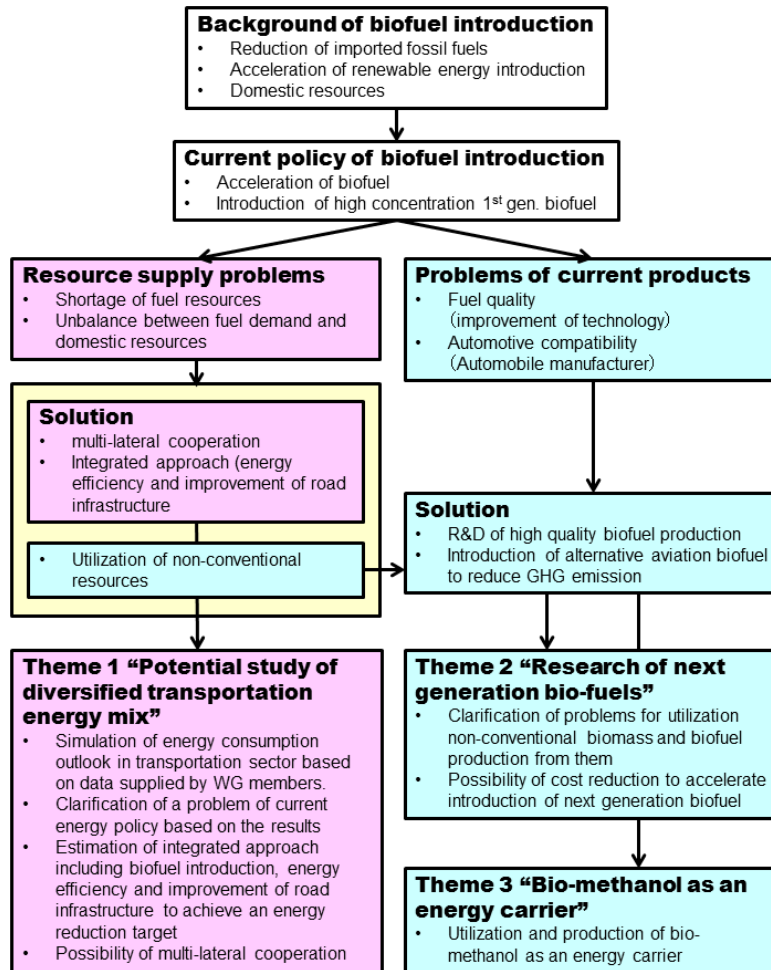 Background of biofuel introduction
• Reduction of imported fossil fuels
• Acceleration of renewable energy introduction
• Domestic resources
Current policy of biofuel introduction
• Acceleration of biofuel
• Introduction of high concentration 1st gen. biofuel
Resource supply problems
• Shortage of fuel resources
• Unbalance between fuel demand and
domestic resources
Problems of current products
• Fuel quality
(improvement of technology)
• Automotive compatibility
(Automobile manufacturer)
Solution
• multi-lateral cooperation
• Integrated approach (energy
efficiency and improvement of road
infrastructure
• Utilization of non-conventional
resources
Solution
• R&D of high quality biofuel production
• Introduction of alternative aviation biofuel
to reduce GHG emission
Theme 1 “Potential study of
diversified transportation
energy mix”
• Simulation of energy consumption
outlook in transportation sector based
on data supplied by WG members.
• Clarification of a problem of current
energy policy based on the results
• Estimation of integrated approach
including biofuel introduction, energy
efficiency and improvement of road
infrastructure to achieve an energy
reduction target
• Possibility of multi-lateral cooperation
Theme 2 “Research of next
generation bio-fuels”
• Clarification of problems for utilization
non-conventional biomass and biofuel
production from them
• Possibility of cost reduction to accelerate
introduction of next generation biofuel
Theme 3 “Bio-methanol as an
energy carrier”
• Utilization and production of bio-
methanol as an energy carrier